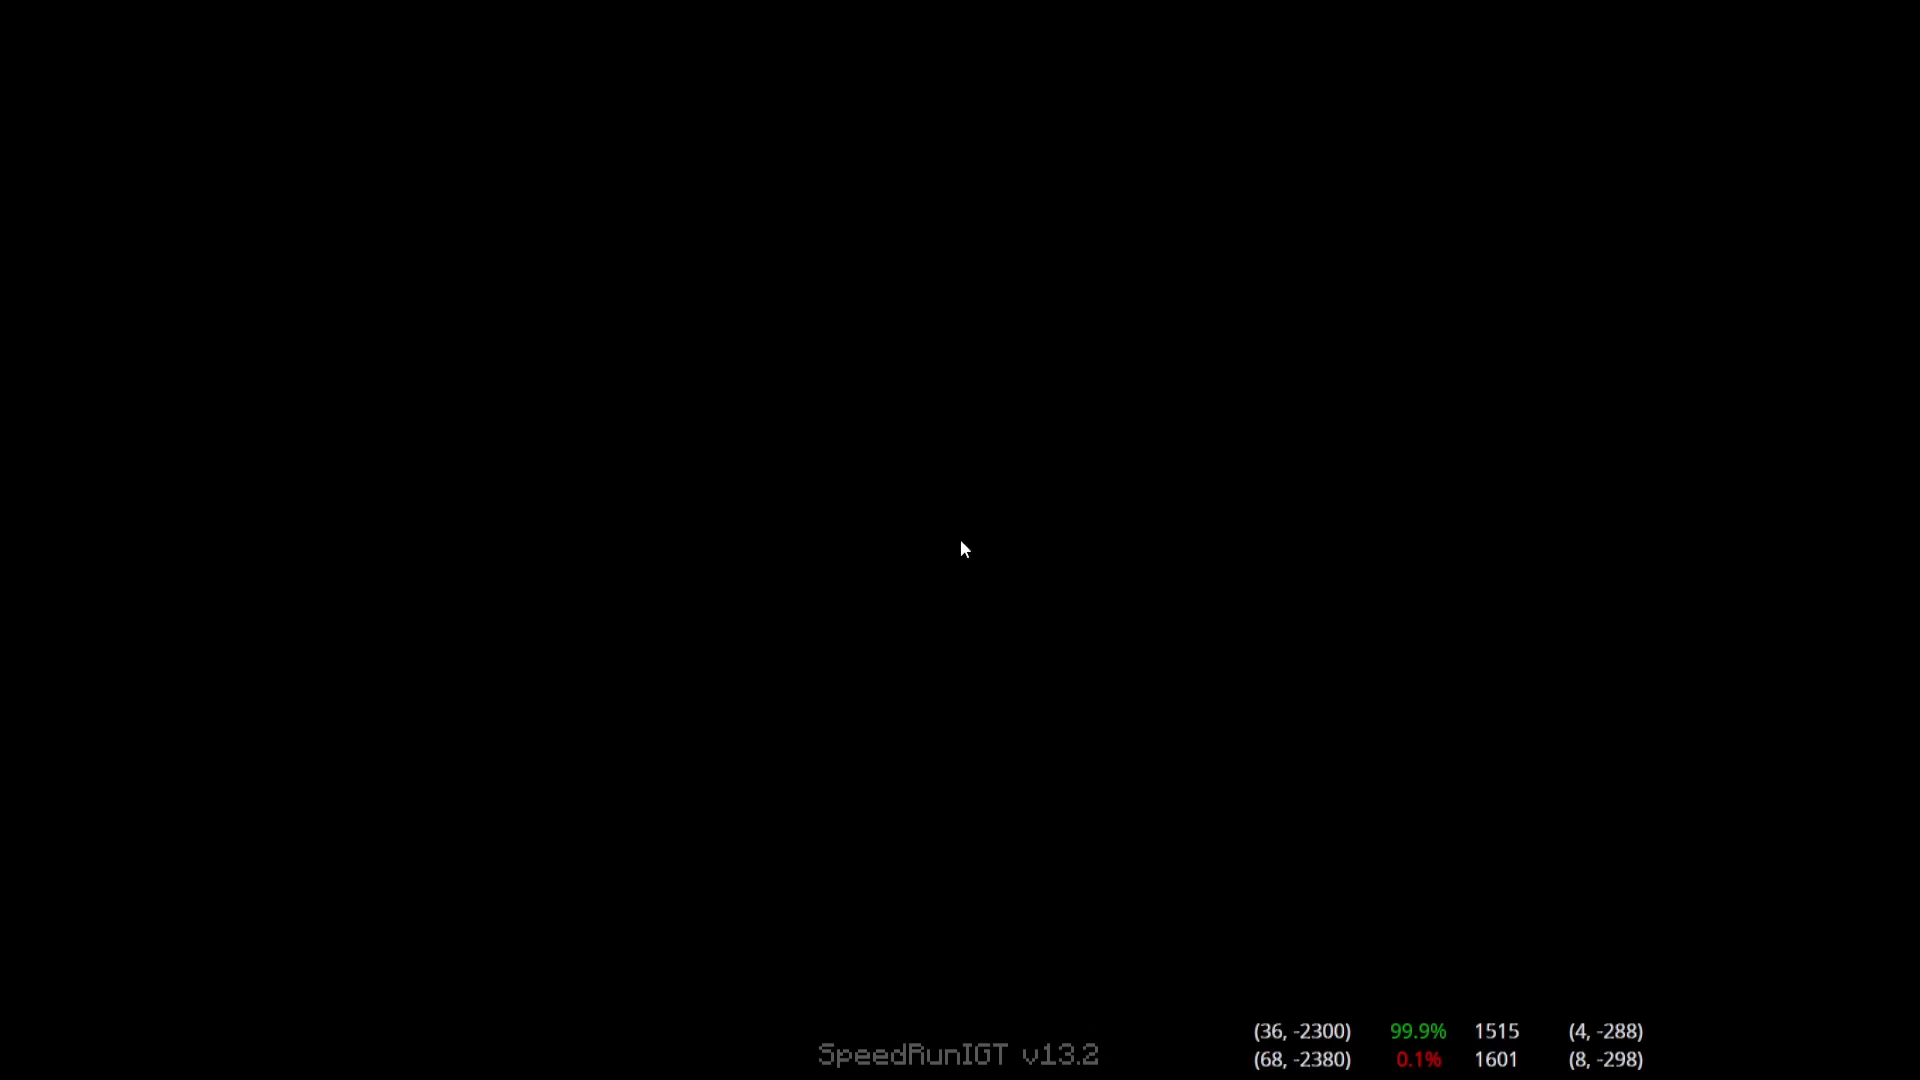 (36, -2300) 99.9% 1515 (4, -288)
(68, -2380) 0.1% 1601 (8, -298)
SpeedRunIGT v13.2